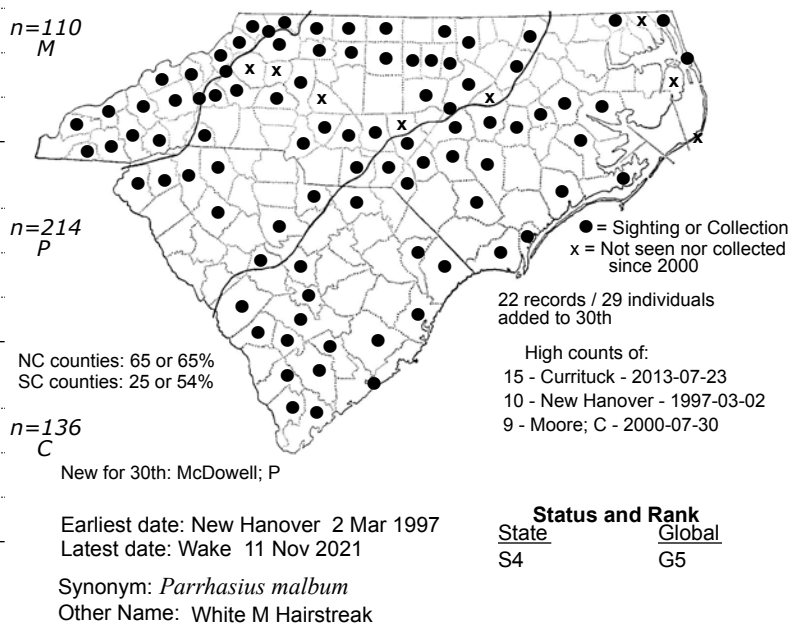 n=110
M
n=214
P
n=136
C
● = Sighting or Collection
x = Not seen nor collected
since 2000
22 records / 29 individuals
added to 30th
High counts of:
15 - Currituck - 2013-07-23
10 - New Hanover - 1997-03-02
9 - Moore; C - 2000-07-30
NC counties: 65 or 65%
SC counties: 25 or 54%
New for 30th: McDowell; P
Earliest date: New Hanover 2 Mar 1997
Latest date: Wake 11 Nov 2021
Status and Rank
State Global
S4 G5
Synonym: Parrhasius malbum
Other Name: White M Hairstreak